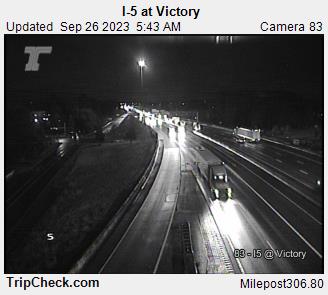 I-5 at Victory
Updated Sep 26 2023 5:43 AM Camera 83
T
S
83 - I5 @ Victory
TripCheck.com Milepost306.80